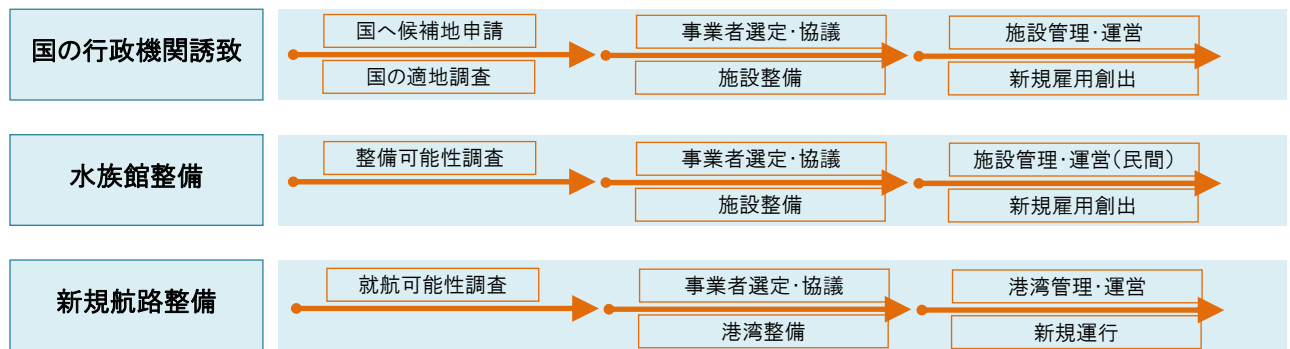 国の行政機関誘致
国へ候補地申請
国の適地調査
事業者選定・協議
施設整備
施設管理・運営
新規雇用創出
水族館整備
整備可能性調査
事業者選定・協議
施設整備
施設管理・運営(民間)
新規雇用創出
新規航路整備
就航可能性調査
事業者選定・協議
港湾整備
港湾管理・運営
新規運行